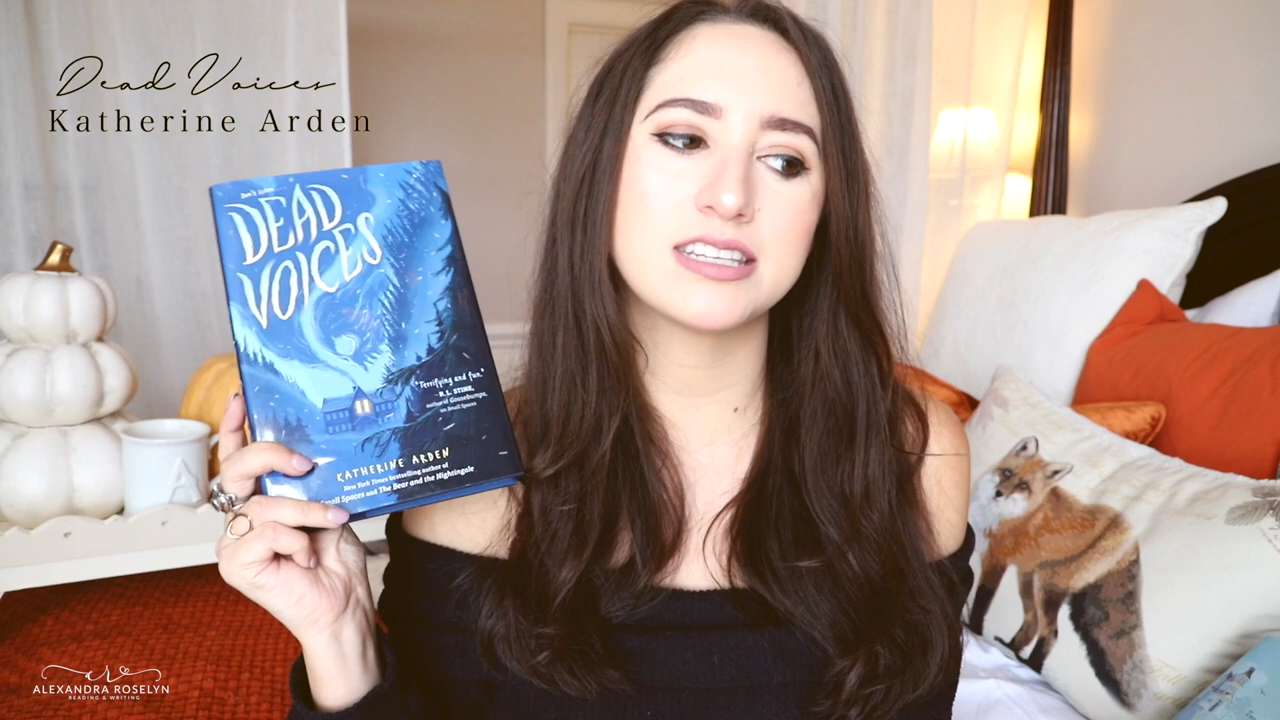 Dead Voices
Katherine Arden
DEAD
VOICES
"Terrifying and fun."
–R.L. STINE,
author of Goosebumps,
on Small Spaces
KATHERINE ARDEN
New York Times bestselling author of
Small Spaces and The Bear and the Nightingale
A
ALEXANDRA ROSELYN
READING & WRITING